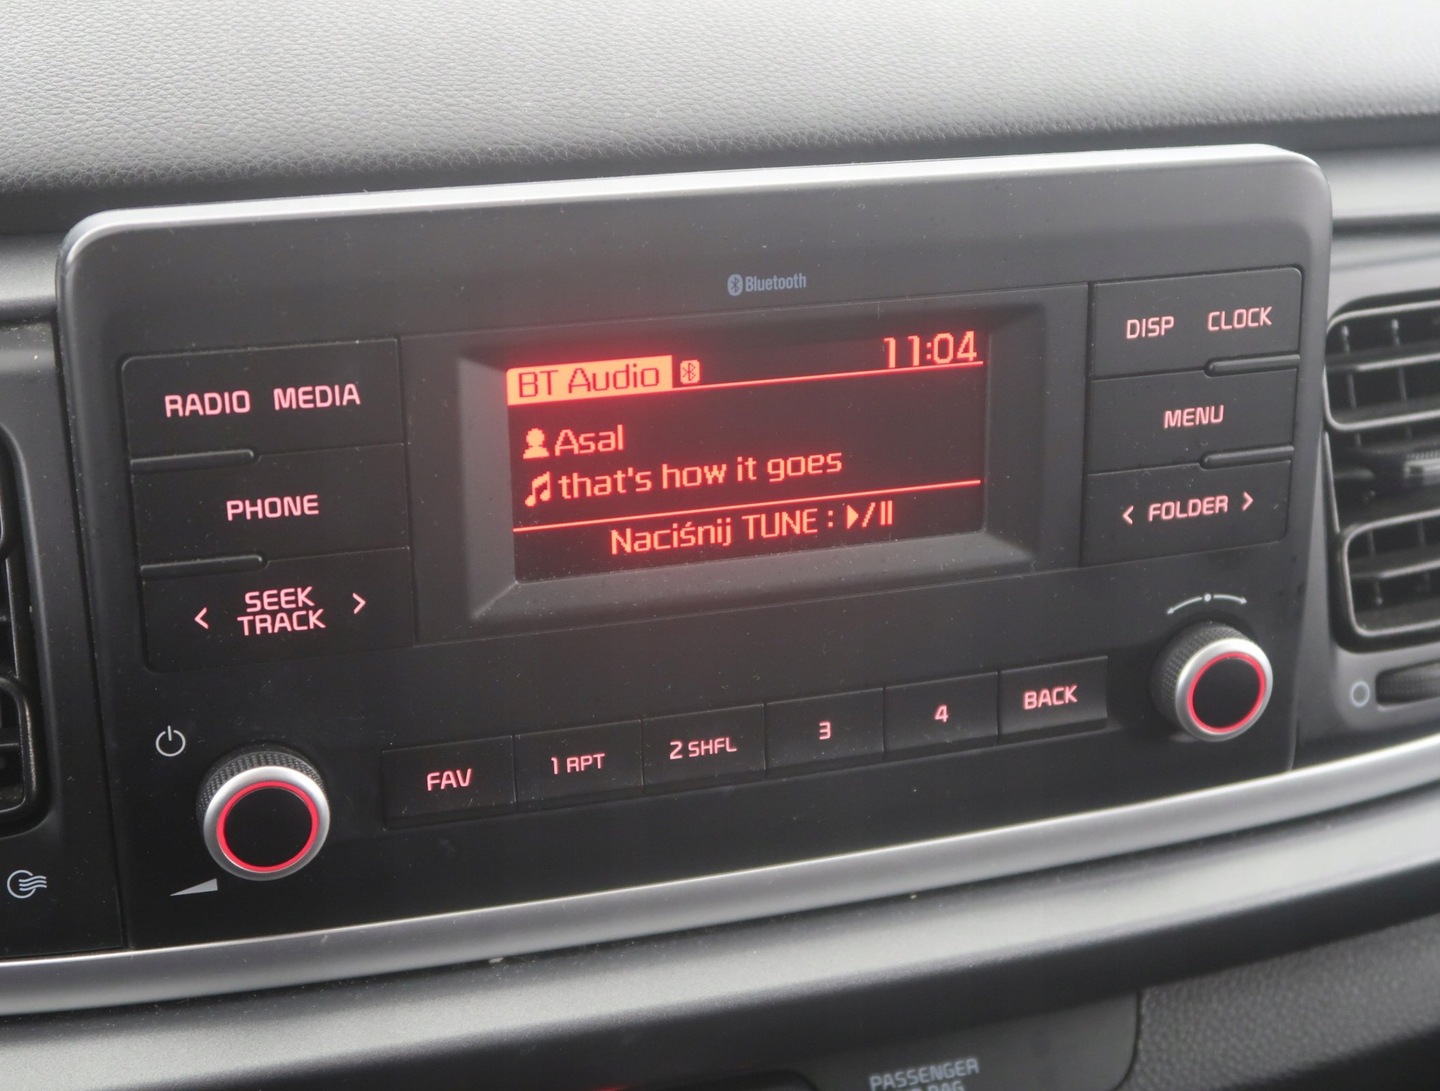 Bluetooth
DISP CLOCK
BT Audio 11:04
RADIO MEDIA
MENU
Asal
that's how it goes
PHONE
< FOLDER >
Naciśnij TUNE :
< SEEK >
TRACK
FAV 1 RPT 2 SHFL 3 4 BACK
PASSENGER
BAG